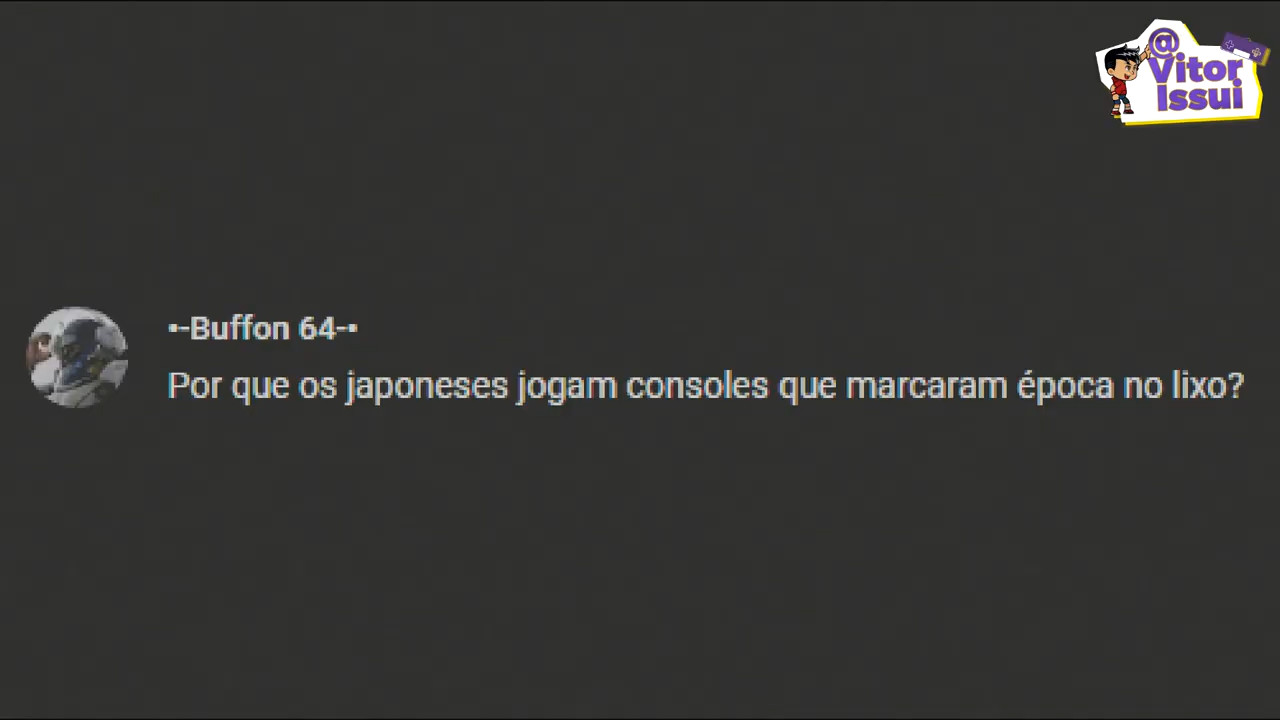 @
Vitor
Issui
•-Buffon 64-•
Por que os japoneses jogam consoles que marcaram época no lixo?